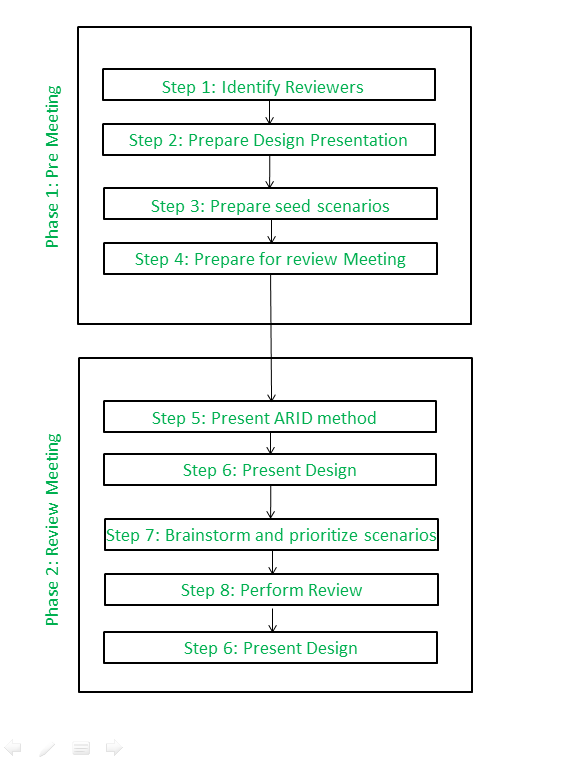 Phase 1: Pre Meeting
Step 1: Identify Reviewers
Step 2: Prepare Design Presentation
Step 3: Prepare seed scenarios
Step 4: Prepare for review Meeting
Phase 2: Review Meeting
Step 5: Present ARID method
Step 6: Present Design
Step 7: Brainstorm and prioritize scenarios
Step 8: Perform Review
Step 6: Present Design